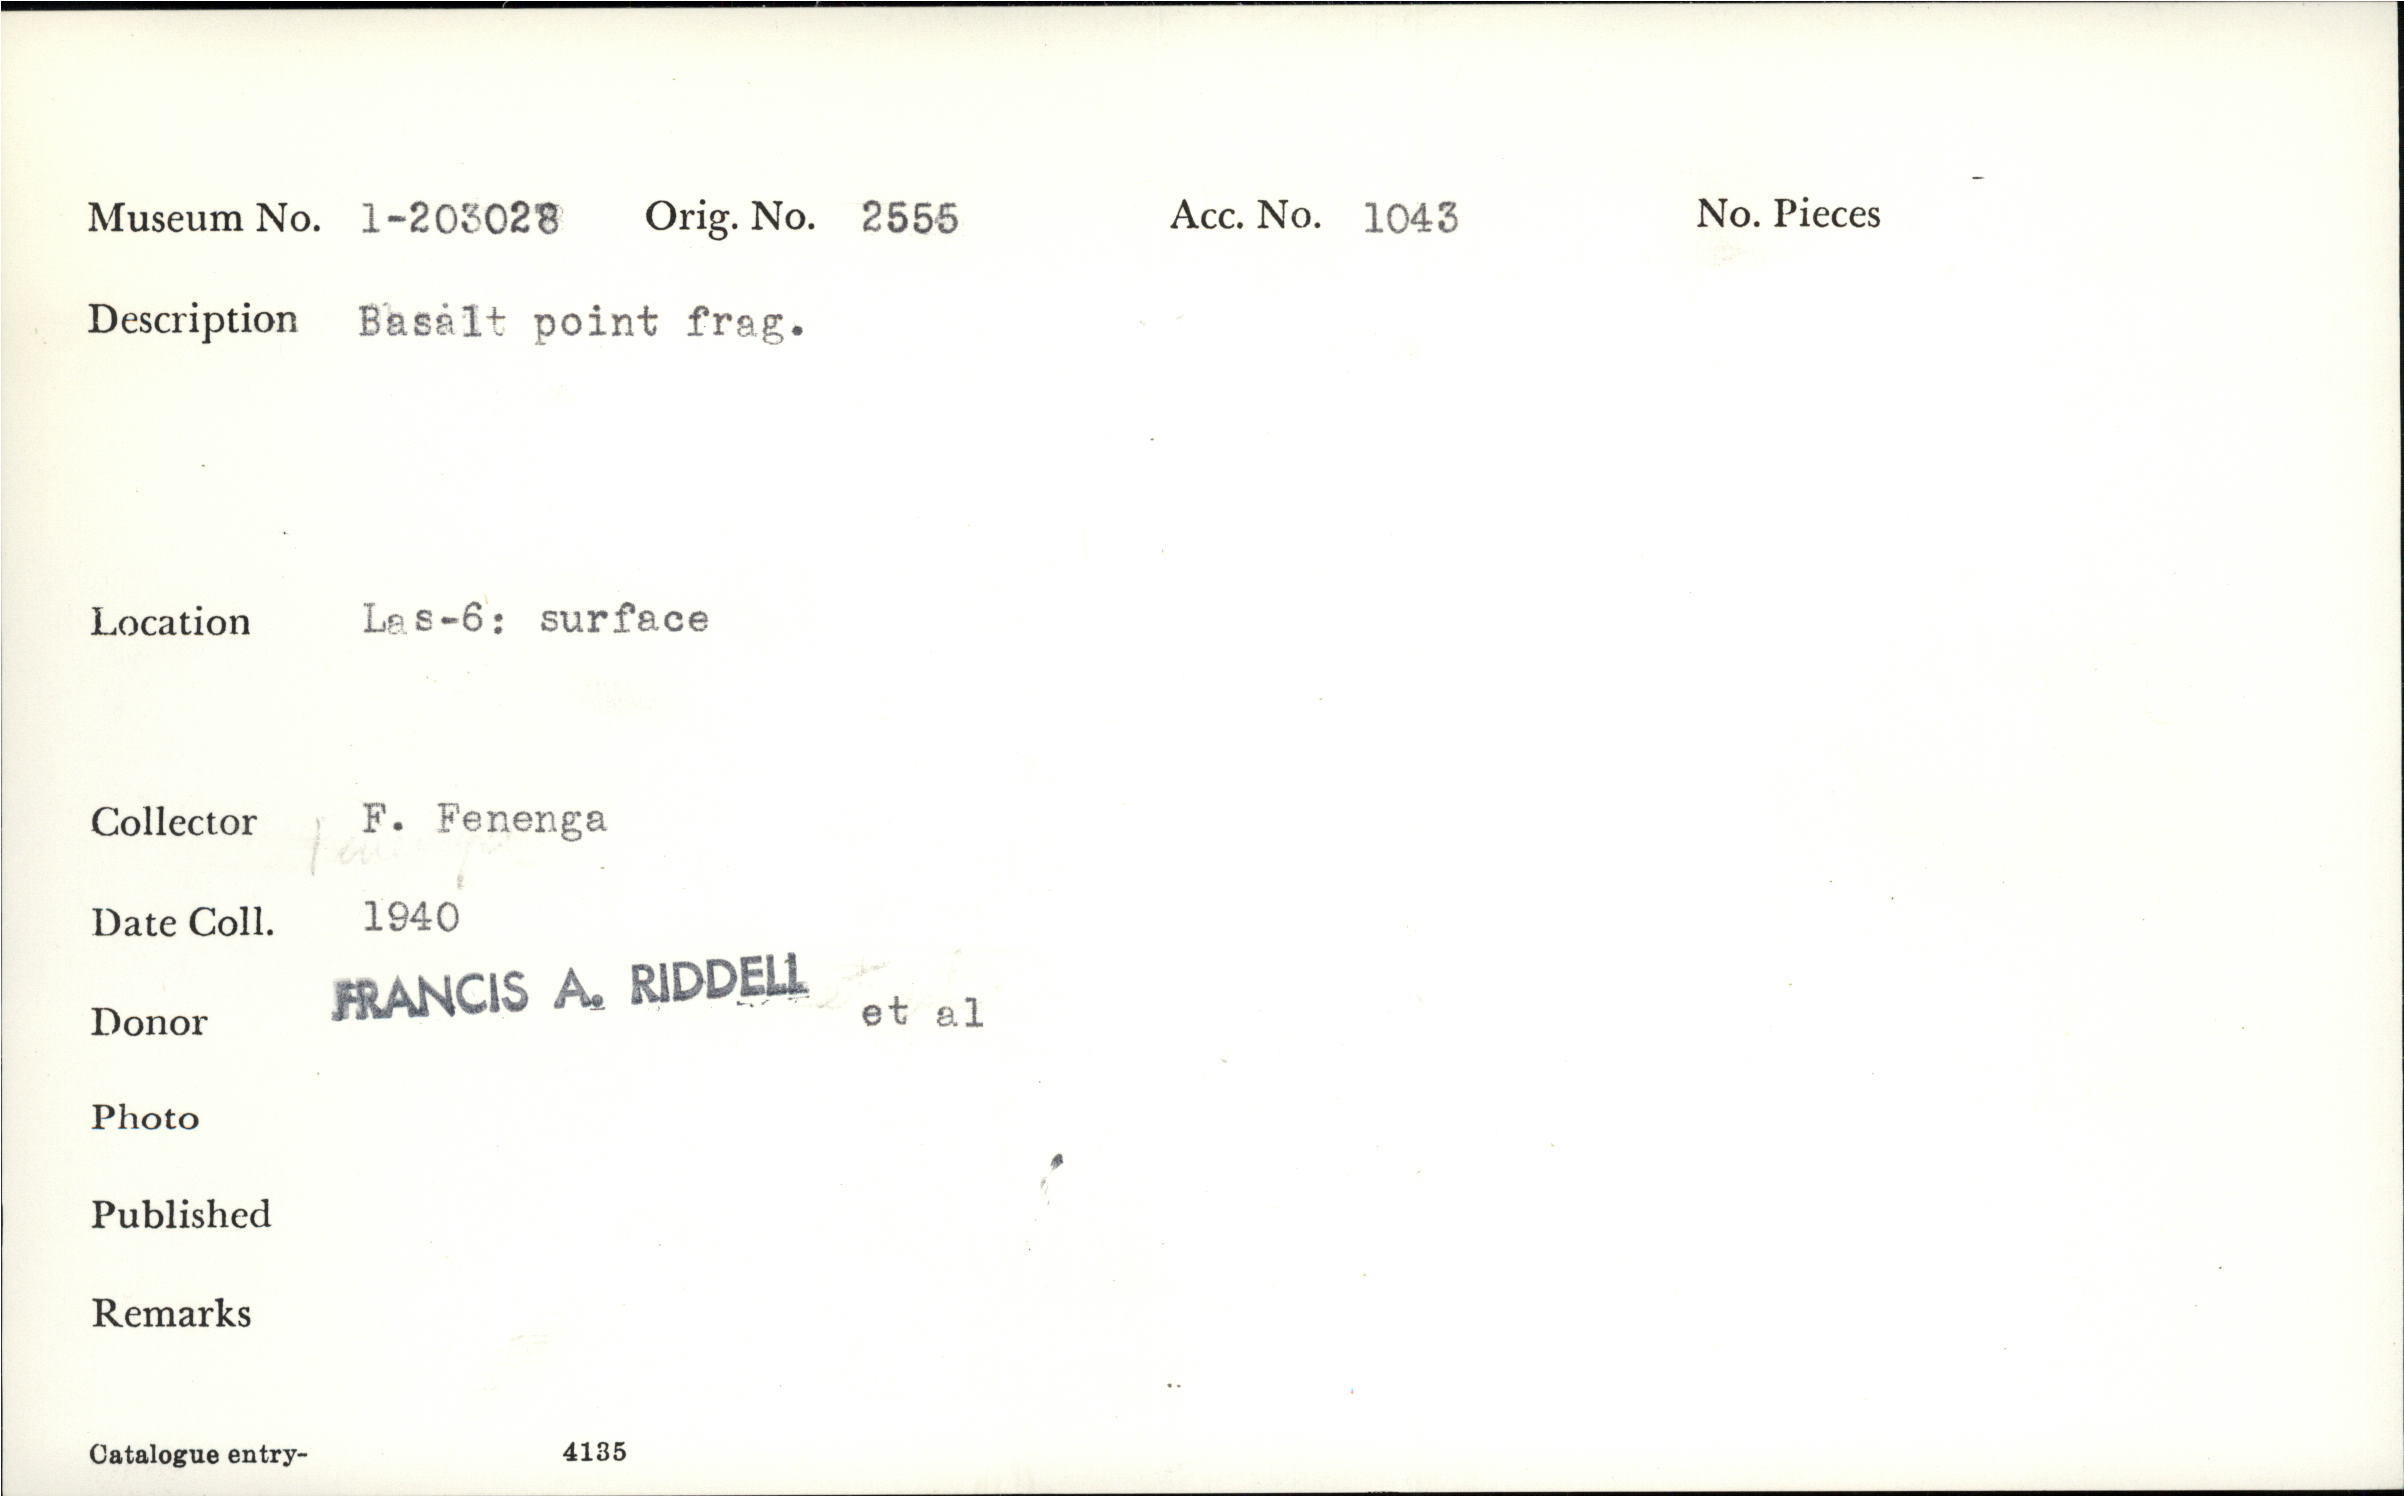 Museum No. 1-203028 Orig. No. 2555 Acc. No. 1043 No. Pieces
Description Basalt point frag.
Location Las-6: surface
Collector F. Fenenga
Date Coll. 1940
Donor FRANCIS A. RIDDELL et al
Photo
Published
Remarks
Catalogue entry- 4135